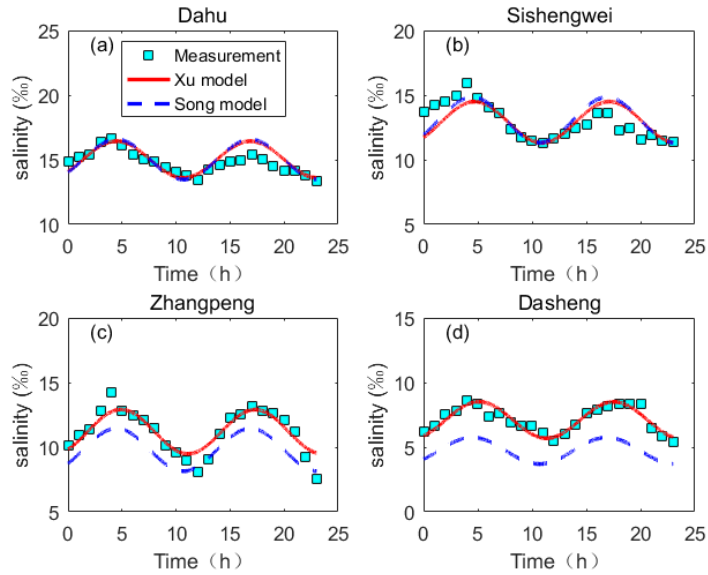 Dahu
Sishengwei
25
20
15
10
salinity (‰)
(a)
Measurement
Xu model
Song model
0 5 10 15 20 25
Time（h）
20
15
10
5
salinity (‰)
(b)
0 5 10 15 20 25
Time（h）
Zhangpeng
Dasheng
20
15
10
5
salinity (‰)
(c)
0 5 10 15 20 25
Time（h）
15
10
5
0
salinity (‰)
(d)
0 5 10 15 20 25
Time（h）